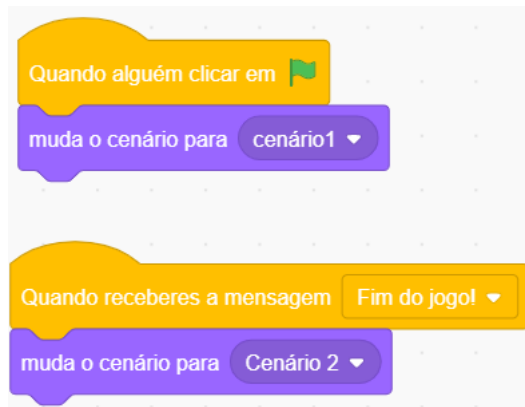 Quando alguém clicar em
muda o cenário para cenário1
Quando receberes a mensagem Fim do jogo!
muda o cenário para Cenário 2